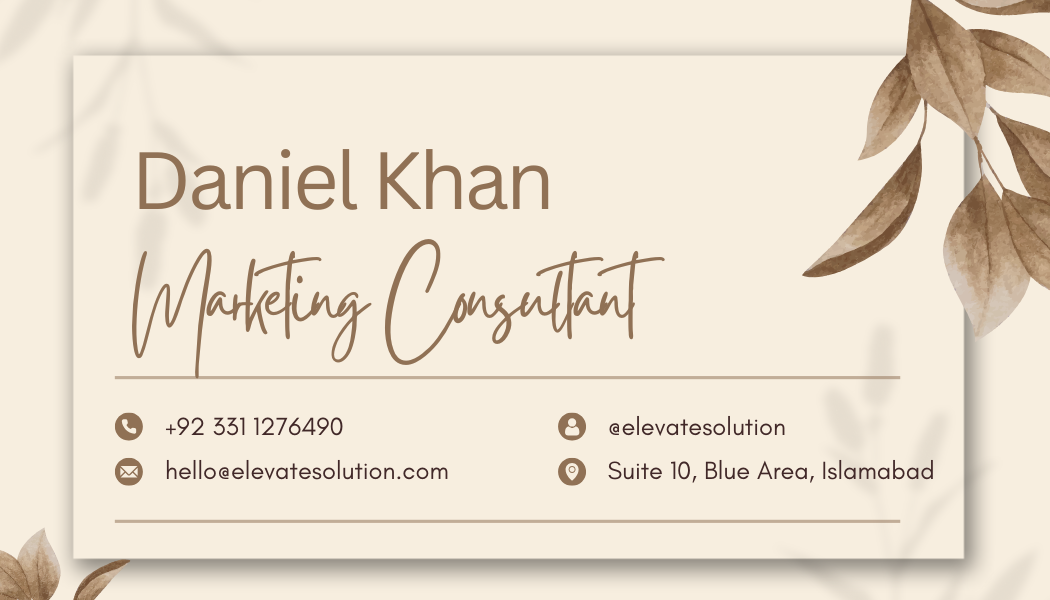 Daniel Khan
Marketing Consultant
+92 331 1276490
@elevatesolution
hello@elevatesolution.com
Suite 10, Blue Area, Islamabad